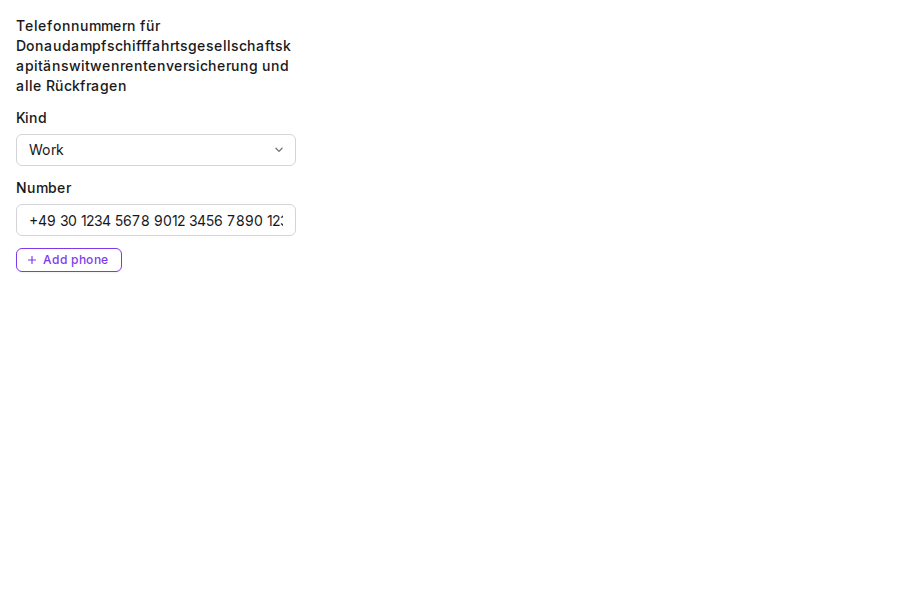 Telefonnummern für
Donaudampfschifffahrtsgesellschaftsk
apitänswitwenrentenversicherung und
alle Rückfragen
Kind
Work
Number
+49 30 1234 5678 9012 3456 7890 123
Add phone